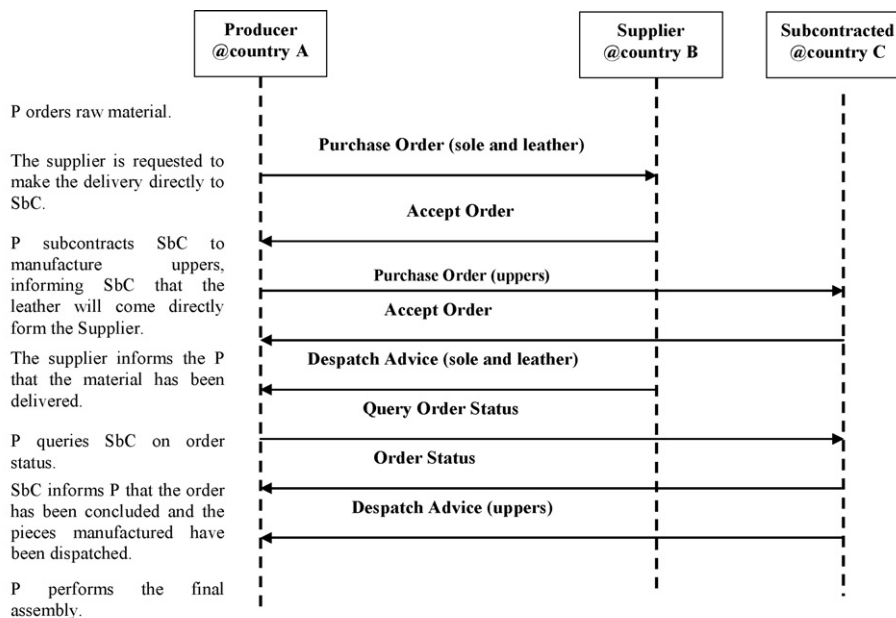 Producer
@country A
Supplier
@country B
Subcontracted
@country C
P orders raw material.
Purchase Order (sole and leather)
The supplier is requested to
make the delivery directly to
SbC.
Accept Order
P subcontracts SbC to
manufacture uppers,
informing SbC that the
leather will come directly
form the Supplier.
Purchase Order (uppers)
Accept Order
The supplier informs the P
that the material has been
delivered.
Despatch Advice (sole and leather)
Query Order Status
P queries SbC on order
status.
Order Status
SbC informs P that the order
has been concluded and the
pieces manufactured have
been dispatched.
Despatch Advice (uppers)
P performs the final
assembly.